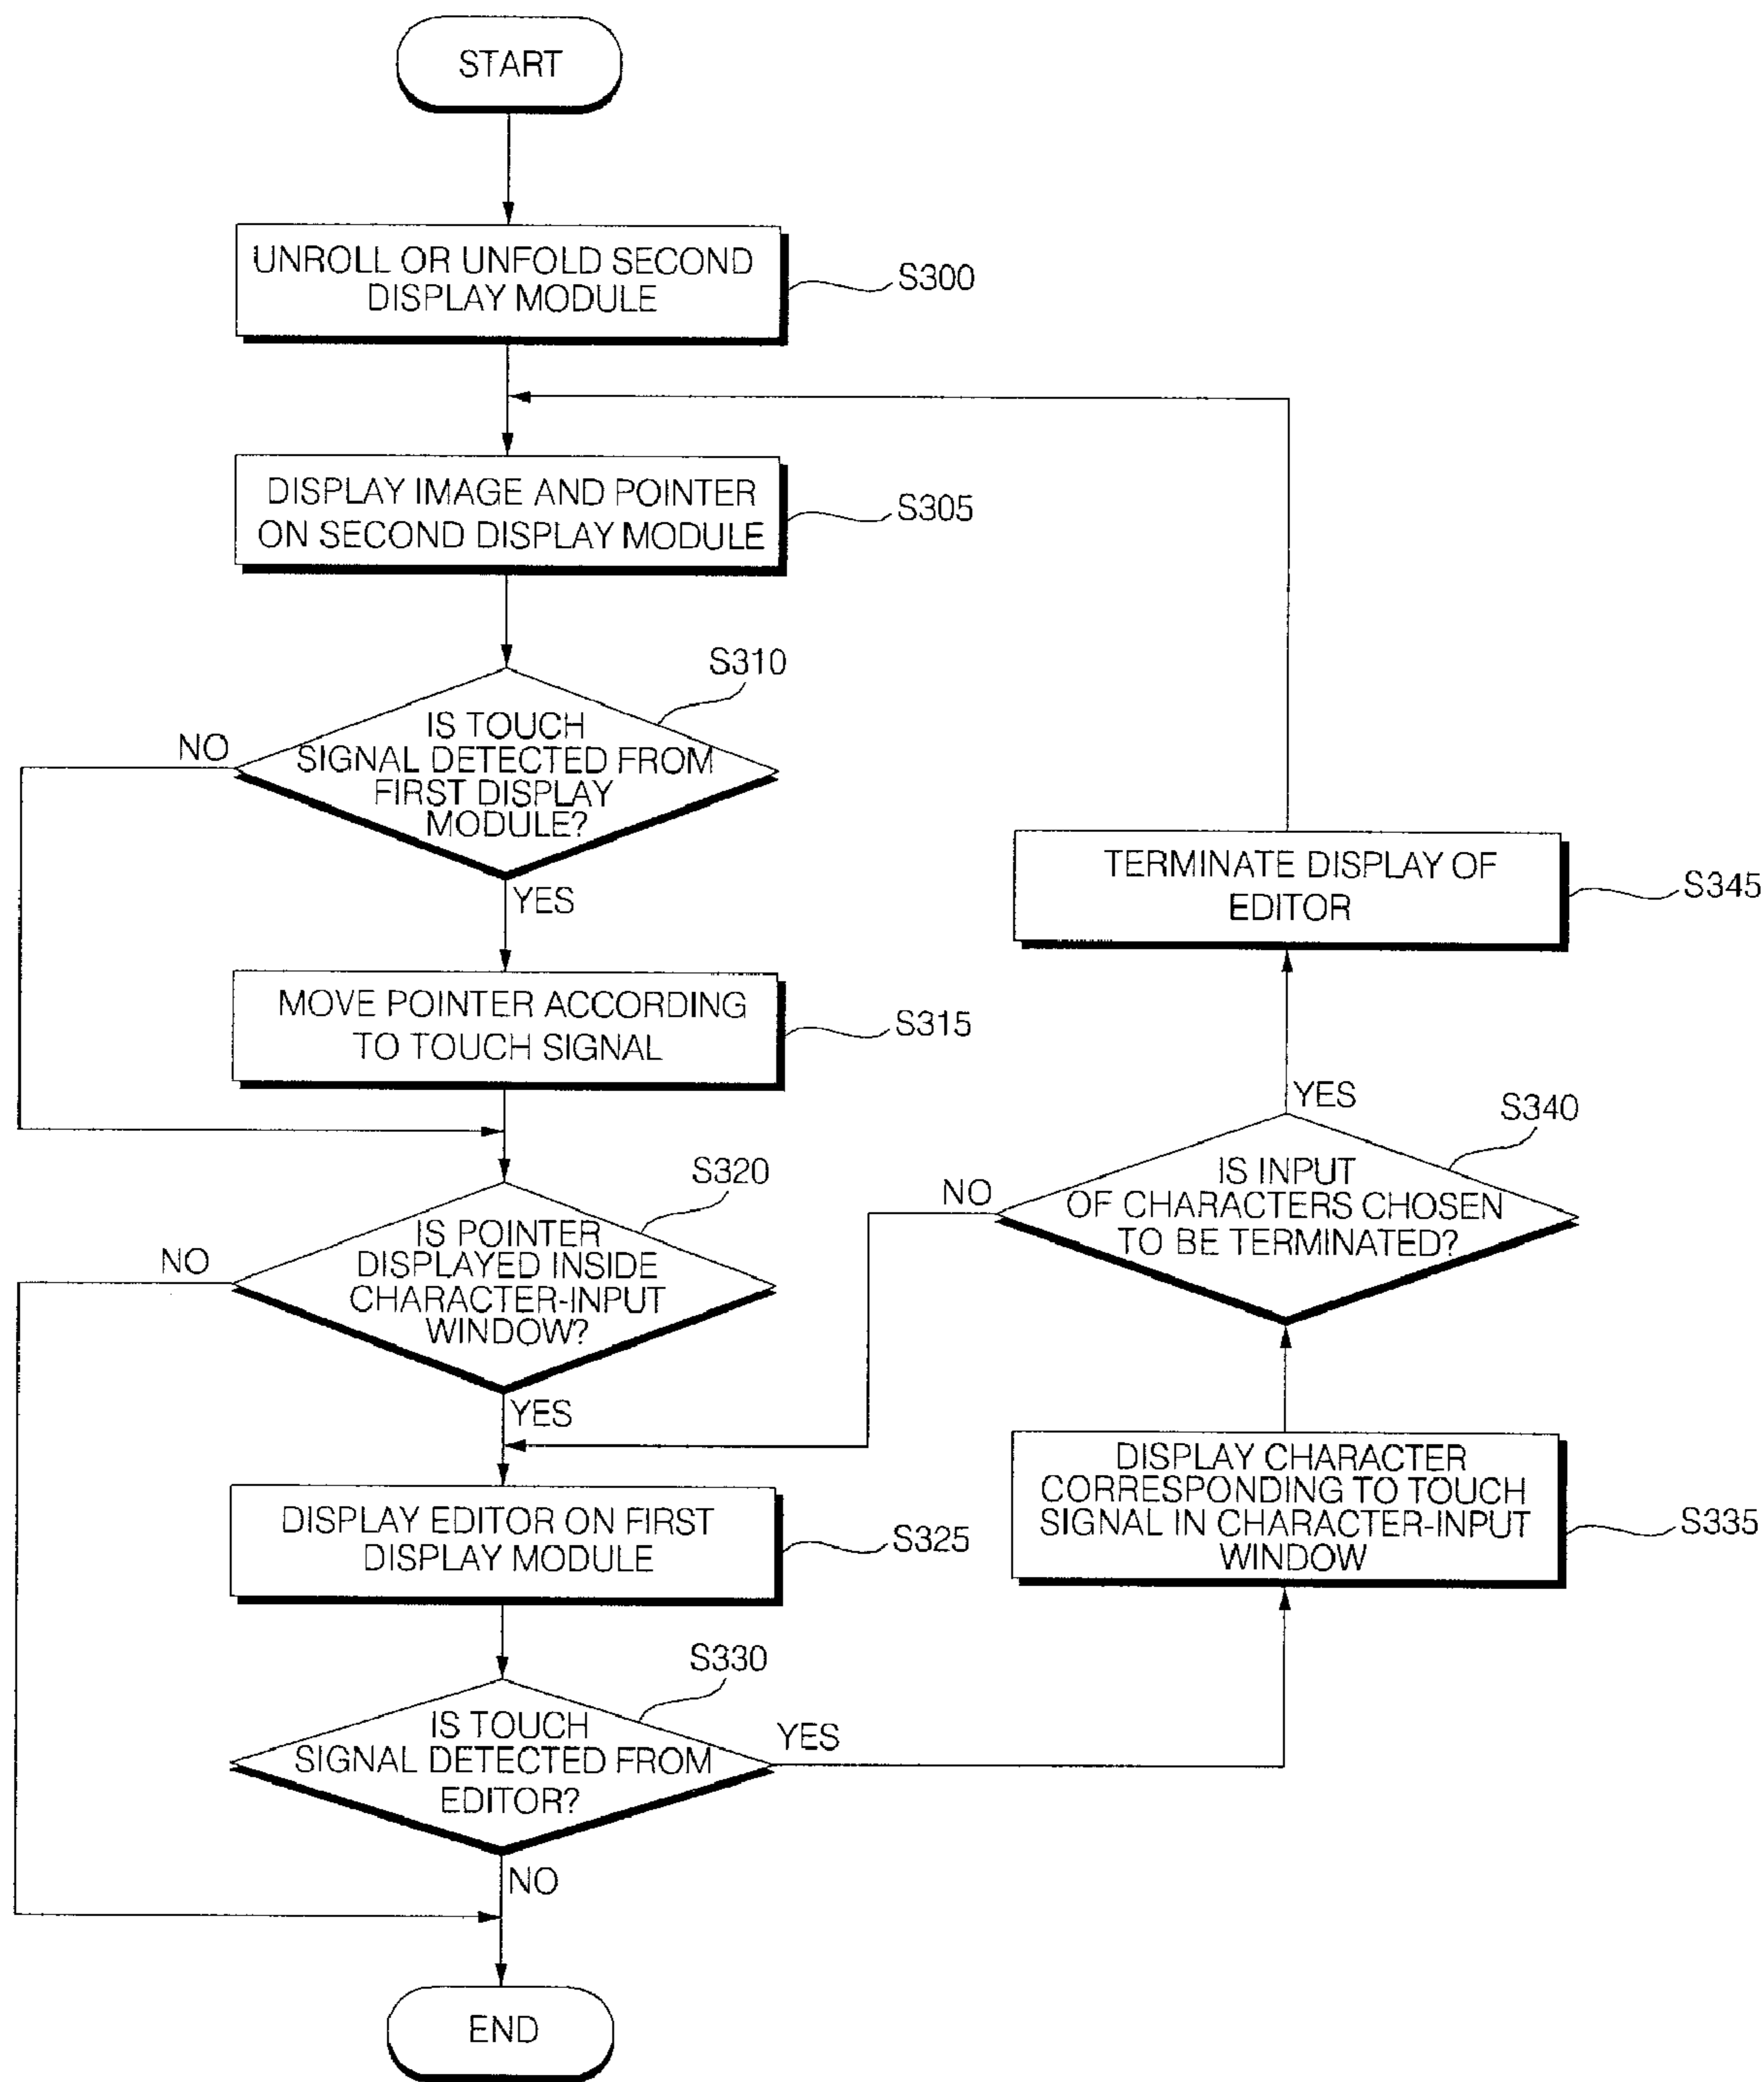 START
UNROLL OR UNFOLD SECOND
DISPLAY MODULE
S300
DISPLAY IMAGE AND POINTER
ON SECOND DISPLAY MODULE
S305
S310
IS TOUCH
SIGNAL DETECTED FROM
FIRST DISPLAY
MODULE?
NO
YES
MOVE POINTER ACCORDING
TO TOUCH SIGNAL
S315
S320
IS POINTER
DISPLAYED INSIDE
CHARACTER-INPUT
WINDOW?
NO
YES
DISPLAY EDITOR ON FIRST
DISPLAY MODULE
S325
S330
IS TOUCH
SIGNAL DETECTED FROM
EDITOR?
YES
NO
END
DISPLAY CHARACTER
CORRESPONDING TO TOUCH
SIGNAL IN CHARACTER-INPUT
WINDOW
S335
S340
IS INPUT
OF CHARACTERS CHOSEN
TO BE TERMINATED?
NO
YES
TERMINATE DISPLAY OF
EDITOR
S345